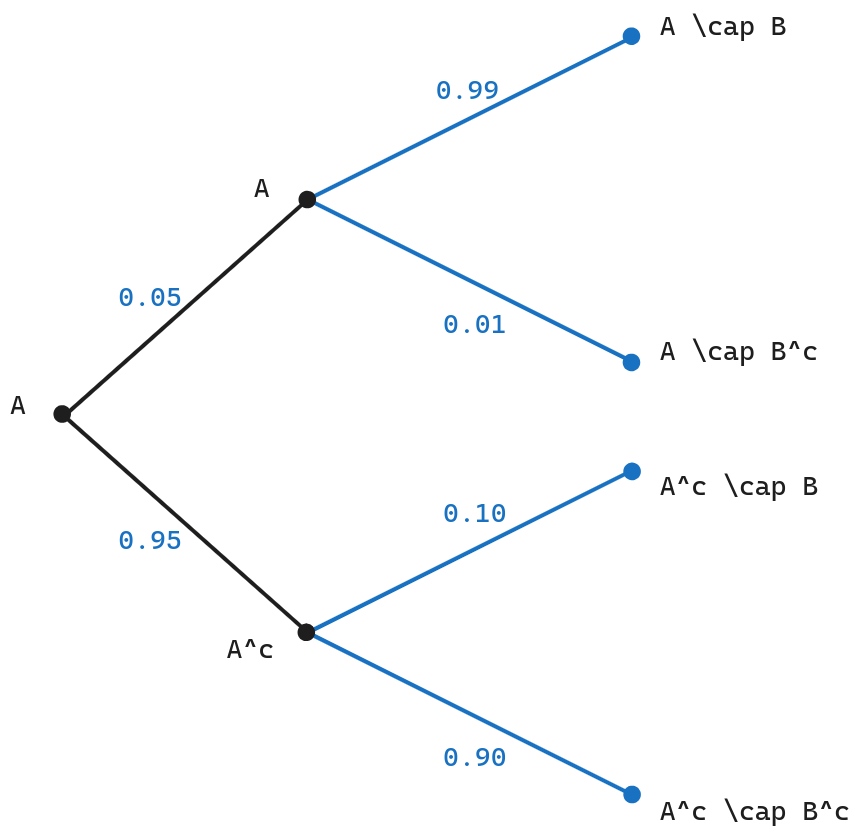 A \cap B
0.99
A
0.05
0.01
A \cap B^c
A
A^c \cap B
0.10
0.95
A^c
0.90
A^c \cap B^c